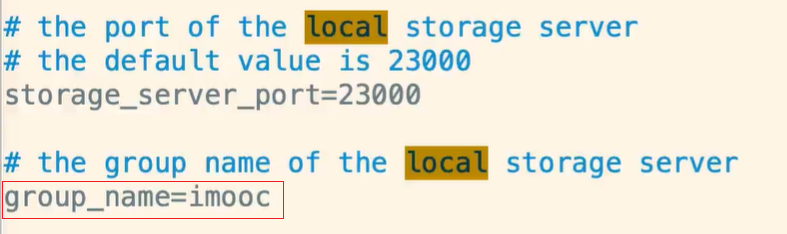 # the port of the local storage server
# the default value is 23000
storage_server_port=23000
# the group name of the local storage server
group_name=imooc